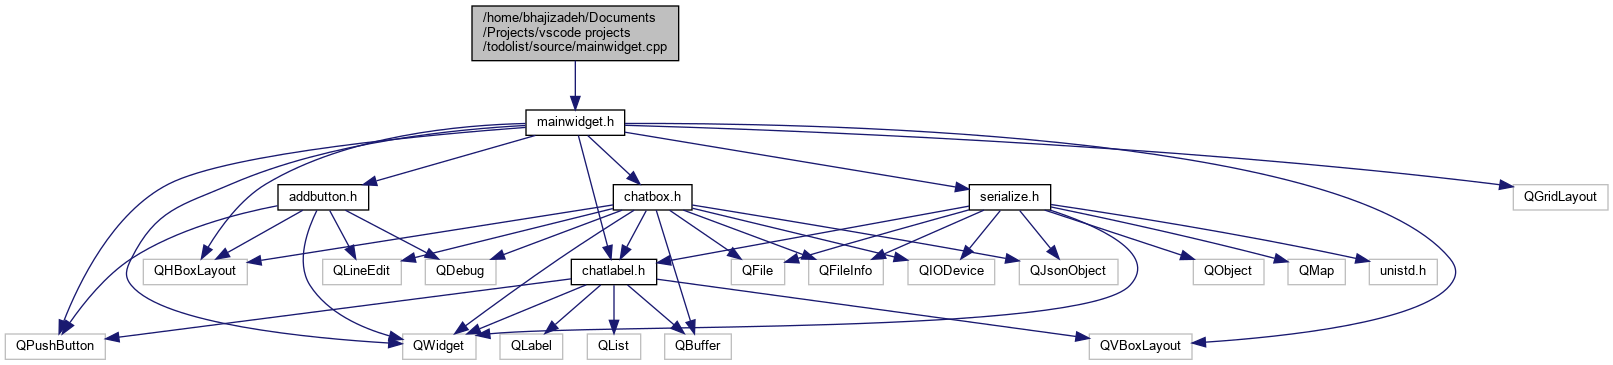 /home/bhajizadeh/Documents
/Projects/vscode projects
/todolist/source/mainwidget.cpp
mainwidget.h
addbutton.h
chatbox.h
serialize.h
QGridLayout
QHBoxLayout
QLineEdit
QDebug
chatlabel.h
QFile
QFileInfo
QIODevice
QJsonObject
QObject
QMap
unistd.h
QPushButton
QWidget
QLabel
QList
QBuffer
QVBoxLayout